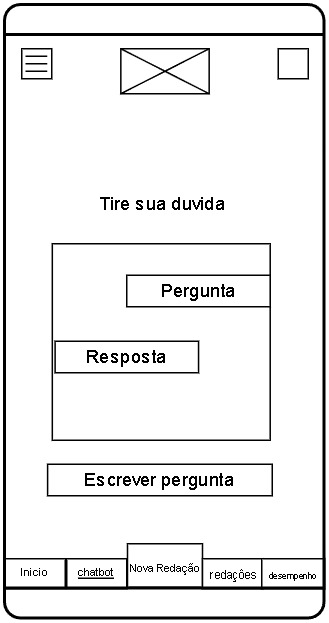 Tire sua duvida
Pergunta
Resposta
Escrever pergunta
Inicio
chatbot
Nova Redação
redações
desempenho